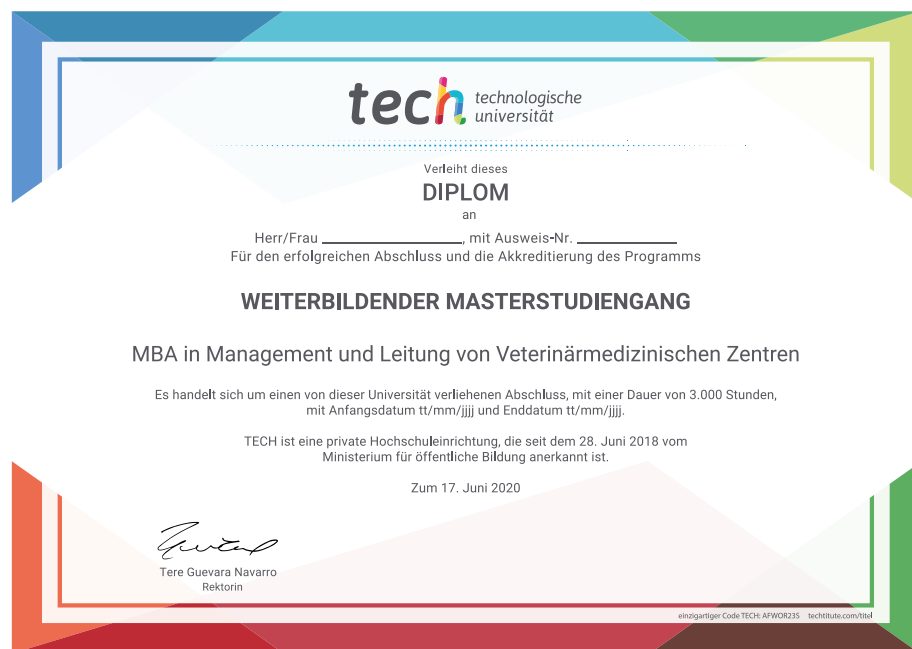 tech technologische
universität
Verleiht dieses
DIPLOM
an
Herr/Frau ____________________, mit Ausweis-Nr. ______________
Für den erfolgreichen Abschluss und die Akkreditierung des Programms
WEITERBILDENDER MASTERSTUDIENGANG
MBA in Management und Leitung von Veterinärmedizinischen Zentren
Es handelt sich um einen von dieser Universität verliehenen Abschluss, mit einer Dauer von 3.000 Stunden,
mit Anfangsdatum tt/mm/jjjj und Enddatum tt/mm/jjjj.
TECH ist eine private Hochschuleinrichtung, die seit dem 28. Juni 2018 vom
Ministerium für öffentliche Bildung anerkannt ist.
Zum 17. Juni 2020
Tere Guevara Navarro
Rektorin
einzigartiger Code TECH: AFWOR23S techtitute.com/titel